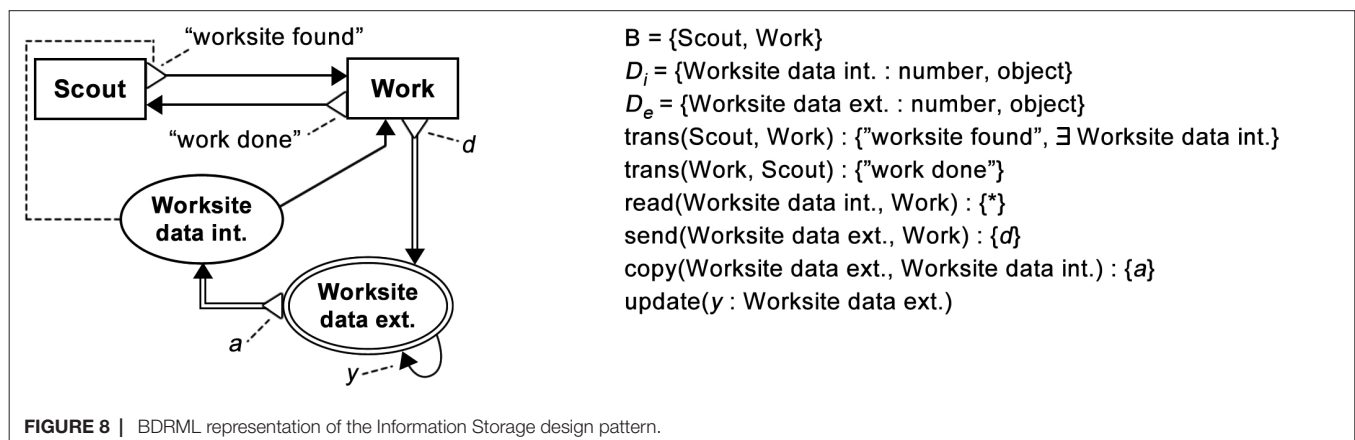 “worksite found”
Scout
Work
“work done”
d
Worksite
data int.
Worksite
data ext.
a
y
B = {Scout, Work}
Dᵢ = {Worksite data int. : number, object}
Dₑ = {Worksite data ext. : number, object}
trans(Scout, Work) : {”worksite found”, ∃ Worksite data int.}
trans(Work, Scout) : {”work done”}
read(Worksite data int., Work) : {*}
send(Worksite data ext., Work) : {d}
copy(Worksite data ext., Worksite data int.) : {a}
update(y : Worksite data ext.)
FIGURE 8 | BDRML representation of the Information Storage design pattern.